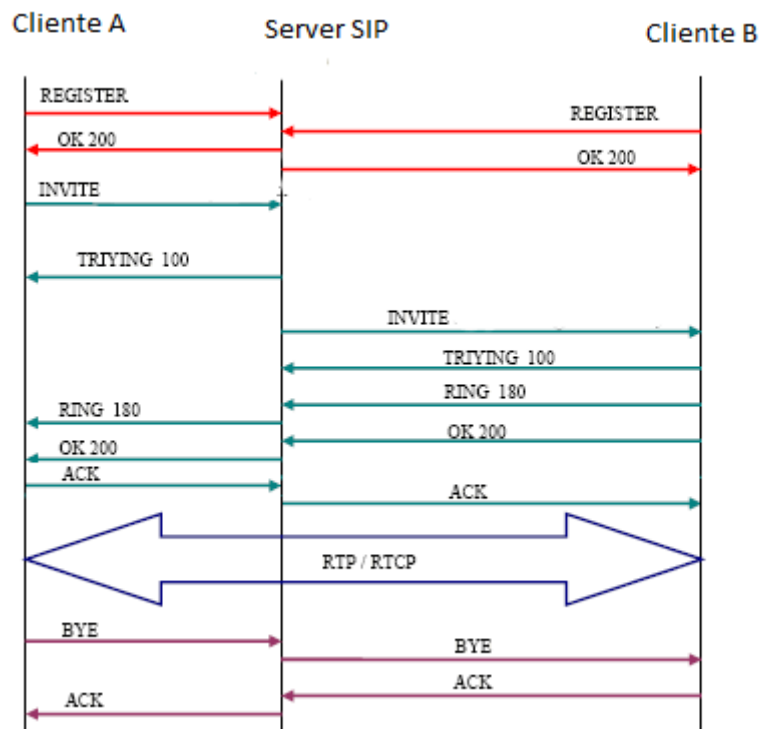 Cliente A
Server SIP
Cliente B
REGISTER
REGISTER
OK 200
OK 200
INVITE
TRIYING 100
INVITE
TRIYING 100
RING 180
RING 180
OK 200
OK 200
ACK
ACK
RTP / RTCP
BYE
BYE
ACK
ACK